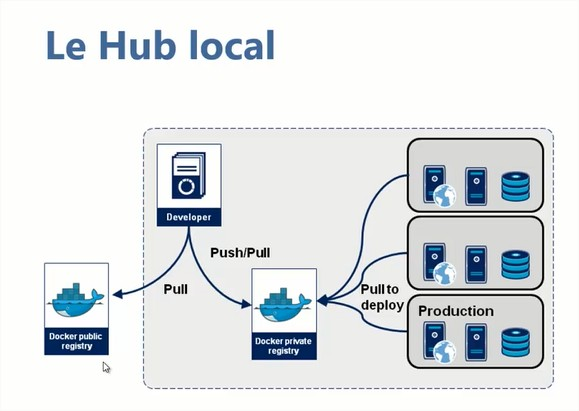 Le Hub local
Developer
Push/Pull
Pull
Docker public
registry
Docker private
registry
Pull to
deploy
Production